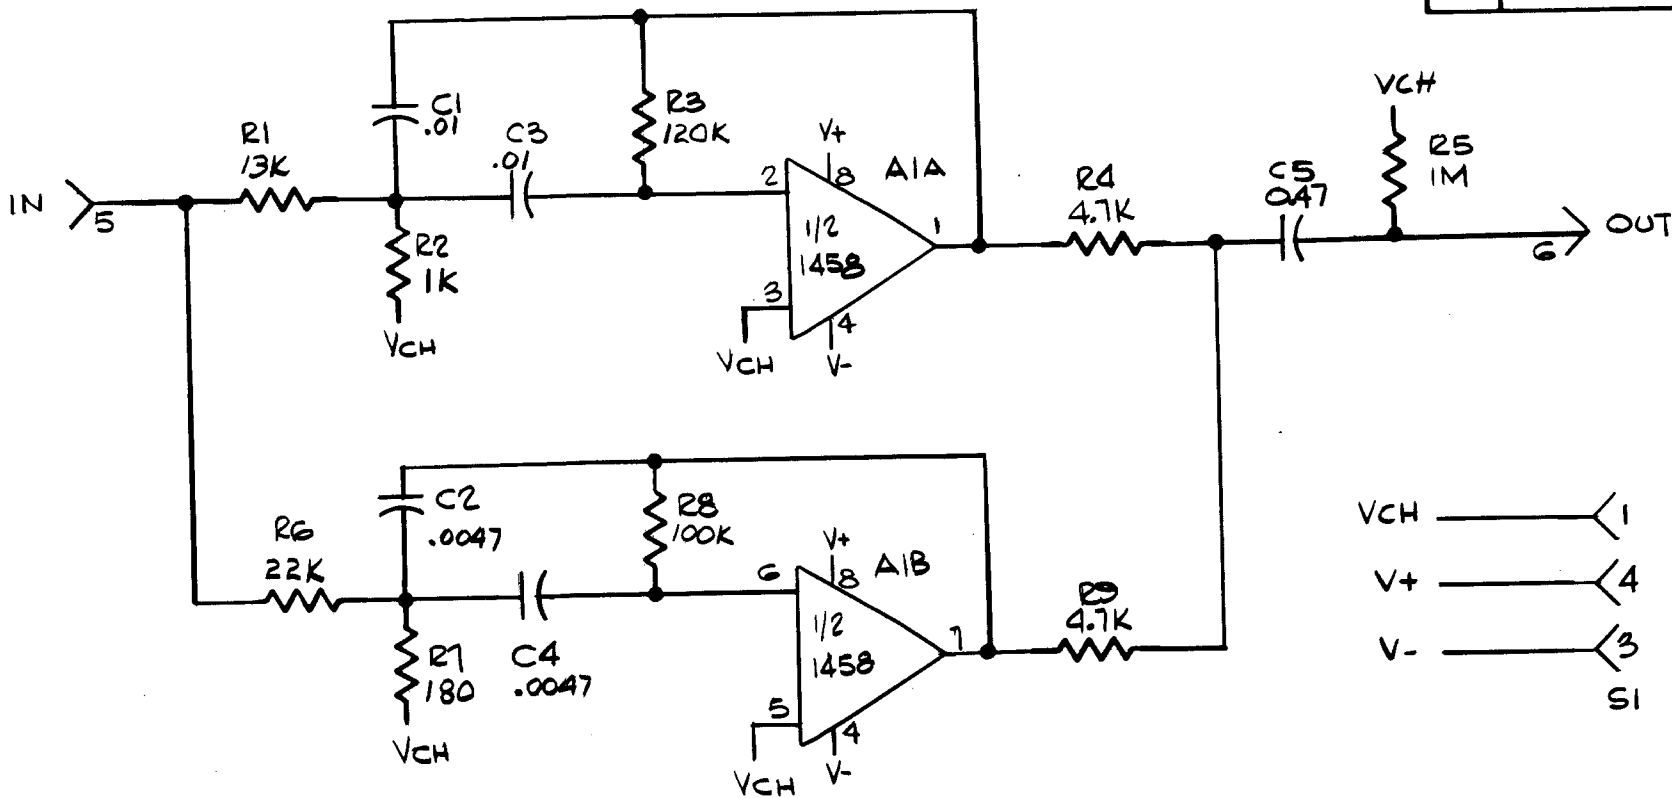 VCH
C1
.01
R3
120K
R1
13K
C3
.01
V+
8
A1A
R5
1M
C5
0.47
R4
4.7K
2
IN
5
1
1/2
1458
OUT
6
R2
1K
3
4
VCH
VCH
V-
C2
.0047
R8
100K
VCH
1
R6
22K
V+
8
A1B
6
V+
4
R9
4.7K
1/2
1458
7
V-
3
R7
180
C4
.0047
S1
5
4
VCH
VCH
V-